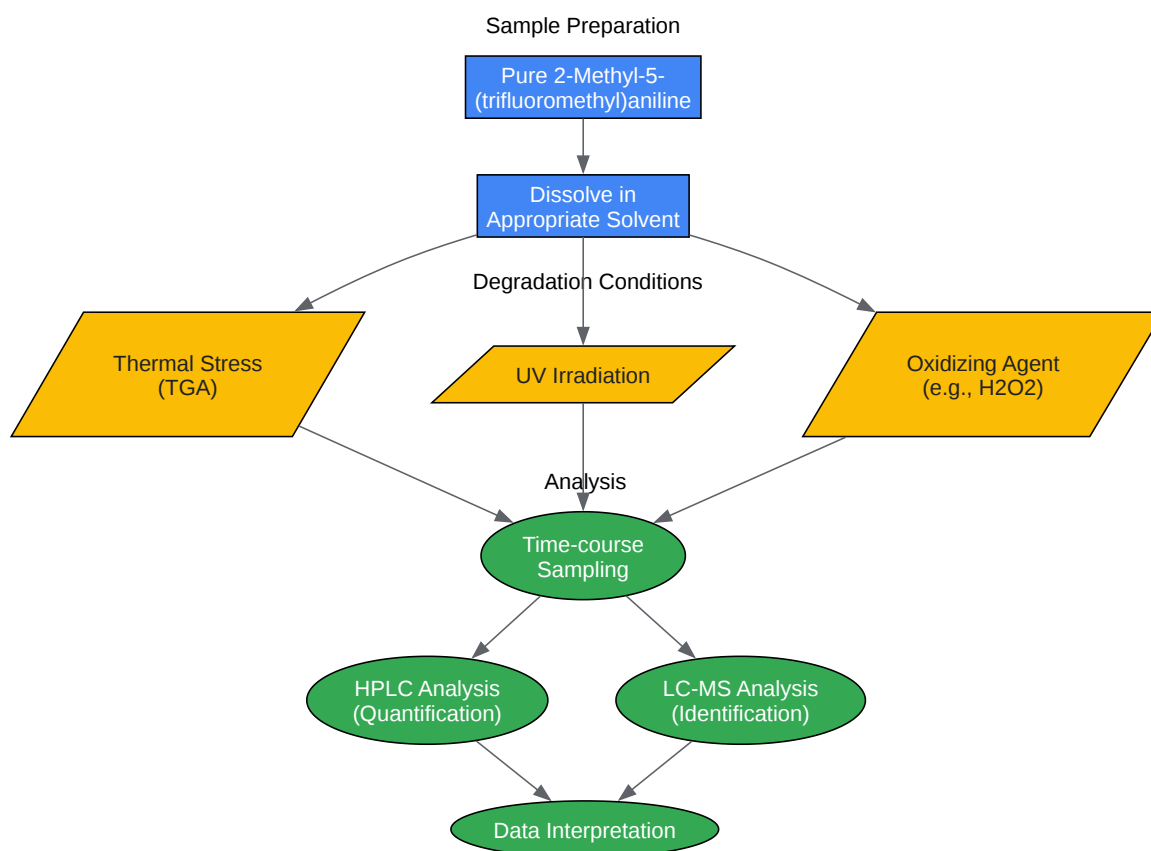 Sample Preparation
Pure 2-Methyl-5-
(trifluoromethyl)aniline
Dissolve in
Appropriate Solvent
Degradation Conditions
Thermal Stress
(TGA)
UV Irradiation
Oxidizing Agent
(e.g., H2O2)
Analysis
Time-course
Sampling
HPLC Analysis
(Quantification)
LC-MS Analysis
(Identification)
Data Interpretation